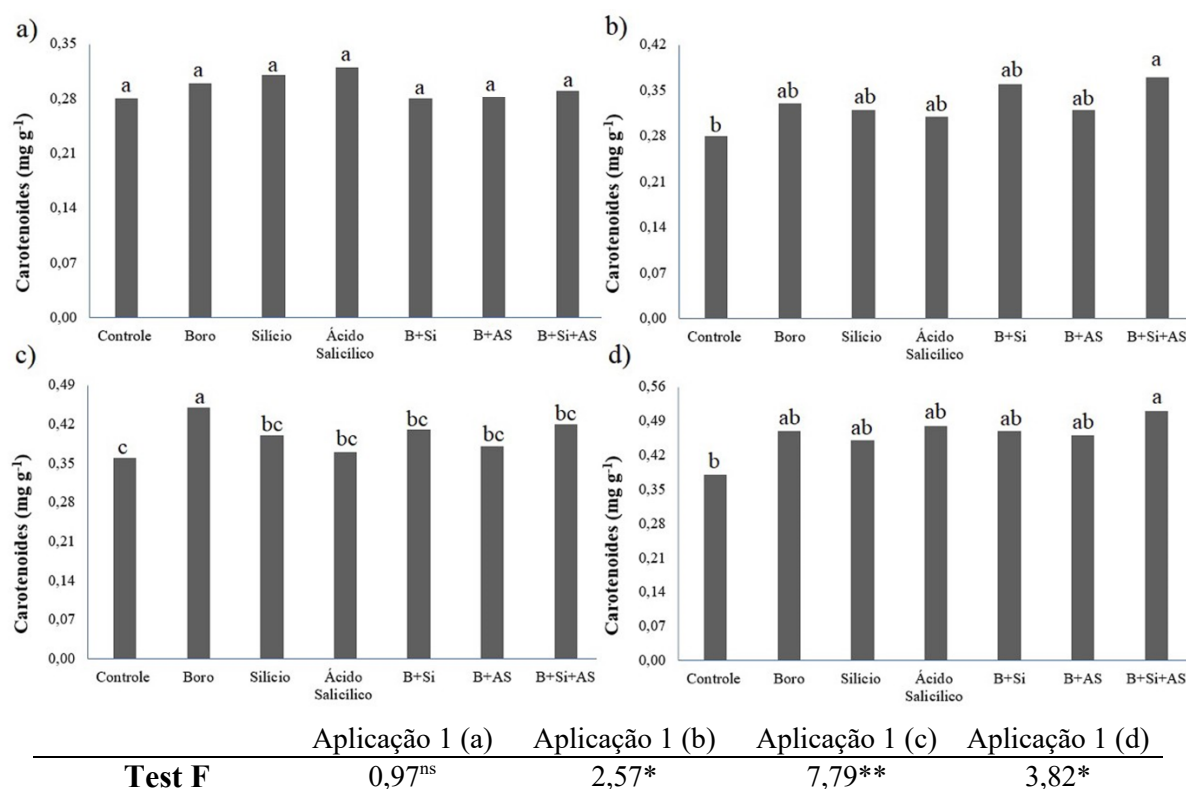 a)
0,35
0,28
0,21
0,14
0,07
0,00
Carotenoides (mg g⁻¹)
a a a a a a a
Controle Boro Silício Ácido Salicílico B+Si B+AS B+Si+AS
b)
0,42
0,35
0,28
0,21
0,14
0,07
0,00
Carotenoides (mg g⁻¹)
b ab ab ab ab ab a
Controle Boro Silício Ácido Salicílico B+Si B+AS B+Si+AS
c)
0,49
0,42
0,35
0,28
0,21
0,14
0,07
0,00
Carotenoides (mg g⁻¹)
c a bc bc bc bc bc
Controle Boro Silício Ácido Salicílico B+Si B+AS B+Si+AS
d)
0,56
0,49
0,42
0,35
0,28
0,21
0,14
0,07
0,00
Carotenoides (mg g⁻¹)
b ab ab ab ab ab a
Controle Boro Silício Ácido Salicílico B+Si B+AS B+Si+AS
Aplicação 1 (a) Aplicação 1 (b) Aplicação 1 (c) Aplicação 1 (d)
Test F 0,97ⁿˢ 2,57* 7,79** 3,82*